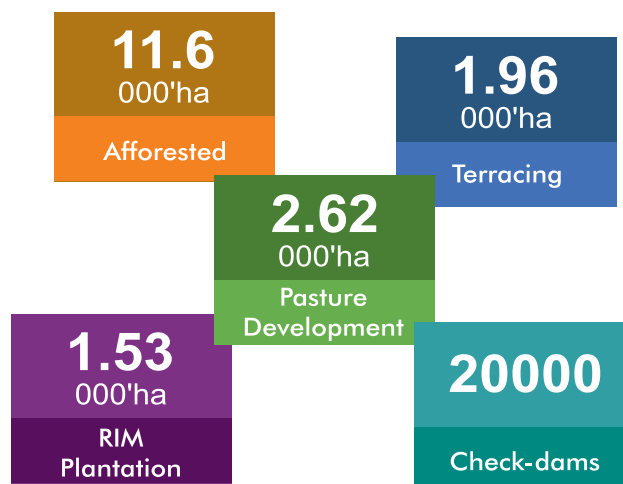 11.6
000'ha
Afforested
1.96
000'ha
Terracing
2.62
000'ha
Pasture
Development
1.53
000'ha
RIM
Plantation
20000
Check-dams